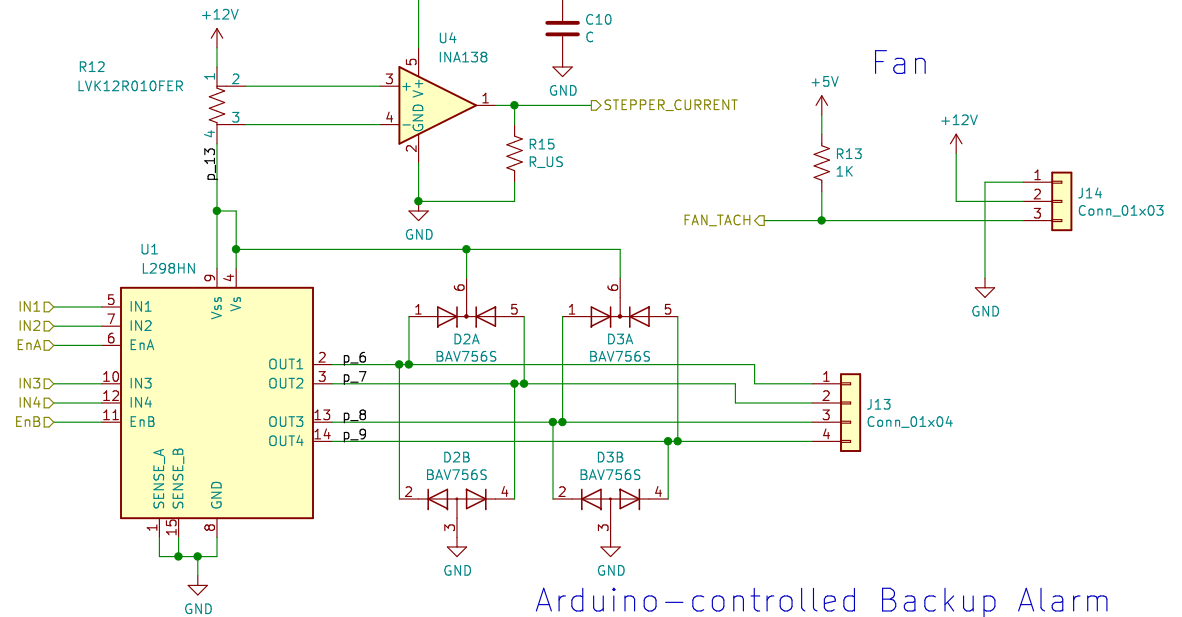 +12V
R12
LVK12R010FER
1
2
3
4
p_13
U4
INA138
5
3
+
V+
4
-
GND
1
2
C10
C
GND
STEPPER_CURRENT
R15
R_US
GND
Fan
+5V
R13
1K
+12V
FAN_TACH
1
2
3
J14
Conn_01x03
GND
U1
L298HN
9
4
Vss
Vs
IN1
5
IN1
IN2
7
IN2
EnA
6
EnA
IN3
10
IN3
IN4
12
IN4
EnB
11
EnB
OUT1
2
p_6
OUT2
3
p_7
OUT3
13
p_8
OUT4
14
p_9
SENSE_A
SENSE_B
GND
1
15
8
GND
6
1
5
D2A
BAV756S
6
1
5
D3A
BAV756S
D2B
BAV756S
2
4
3
GND
D3B
BAV756S
2
4
3
GND
1
2
3
4
J13
Conn_01x04
Arduino-controlled Backup Alarm